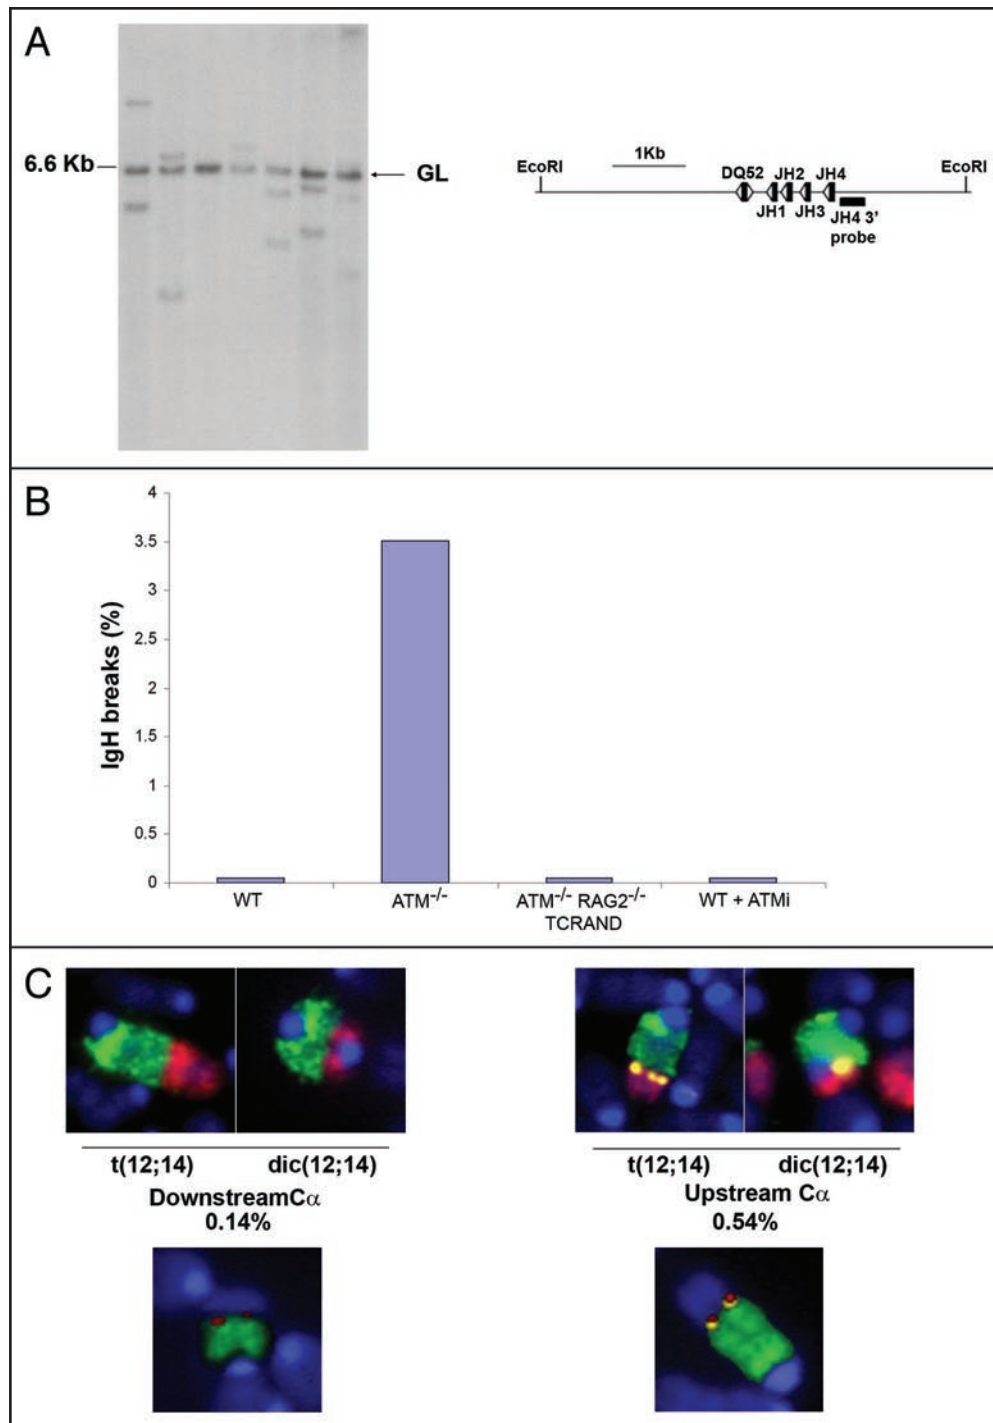 A
6.6 Kb
GL
1Kb
EcoRI
EcoRI
DQ52
JH2
JH4
JH1
JH3
JH4 3'
probe
B
4
3.5
3
2.5
2
1.5
1
0.5
0
IgH breaks (%)
WT
ATM-/-
ATM-/- RAG2-/-
TCRAND
WT + ATMi
C
t(12;14)
dic(12;14)
DownstreamCα
0.14%
t(12;14)
dic(12;14)
Upstream Cα
0.54%